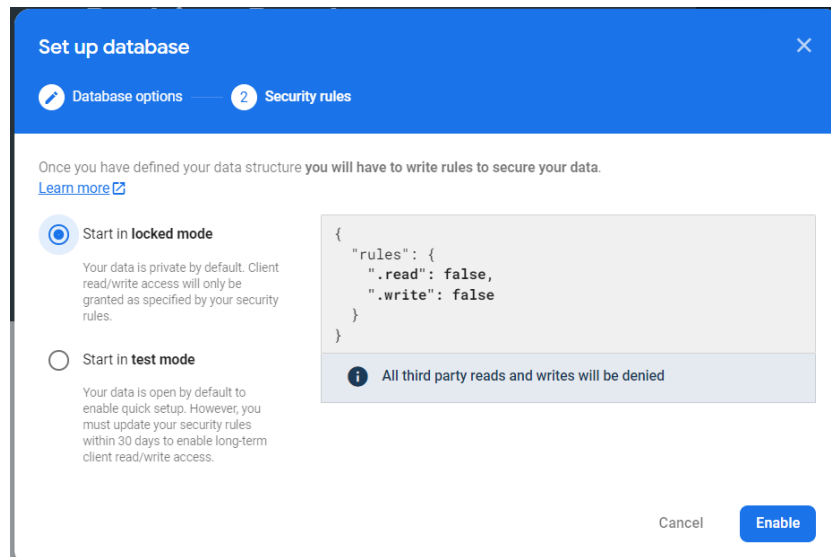 Set up database
Database options
2 Security rules
Once you have defined your data structure you will have to write rules to secure your data.
Learn more
Start in locked mode
Your data is private by default. Client
read/write access will only be
granted as specified by your security
rules.
{
"rules": {
".read": false,
".write": false
}
}
All third party reads and writes will be denied
Start in test mode
Your data is open by default to
enable quick setup. However, you
must update your security rules
within 30 days to enable long-term
client read/write access.
Cancel
Enable